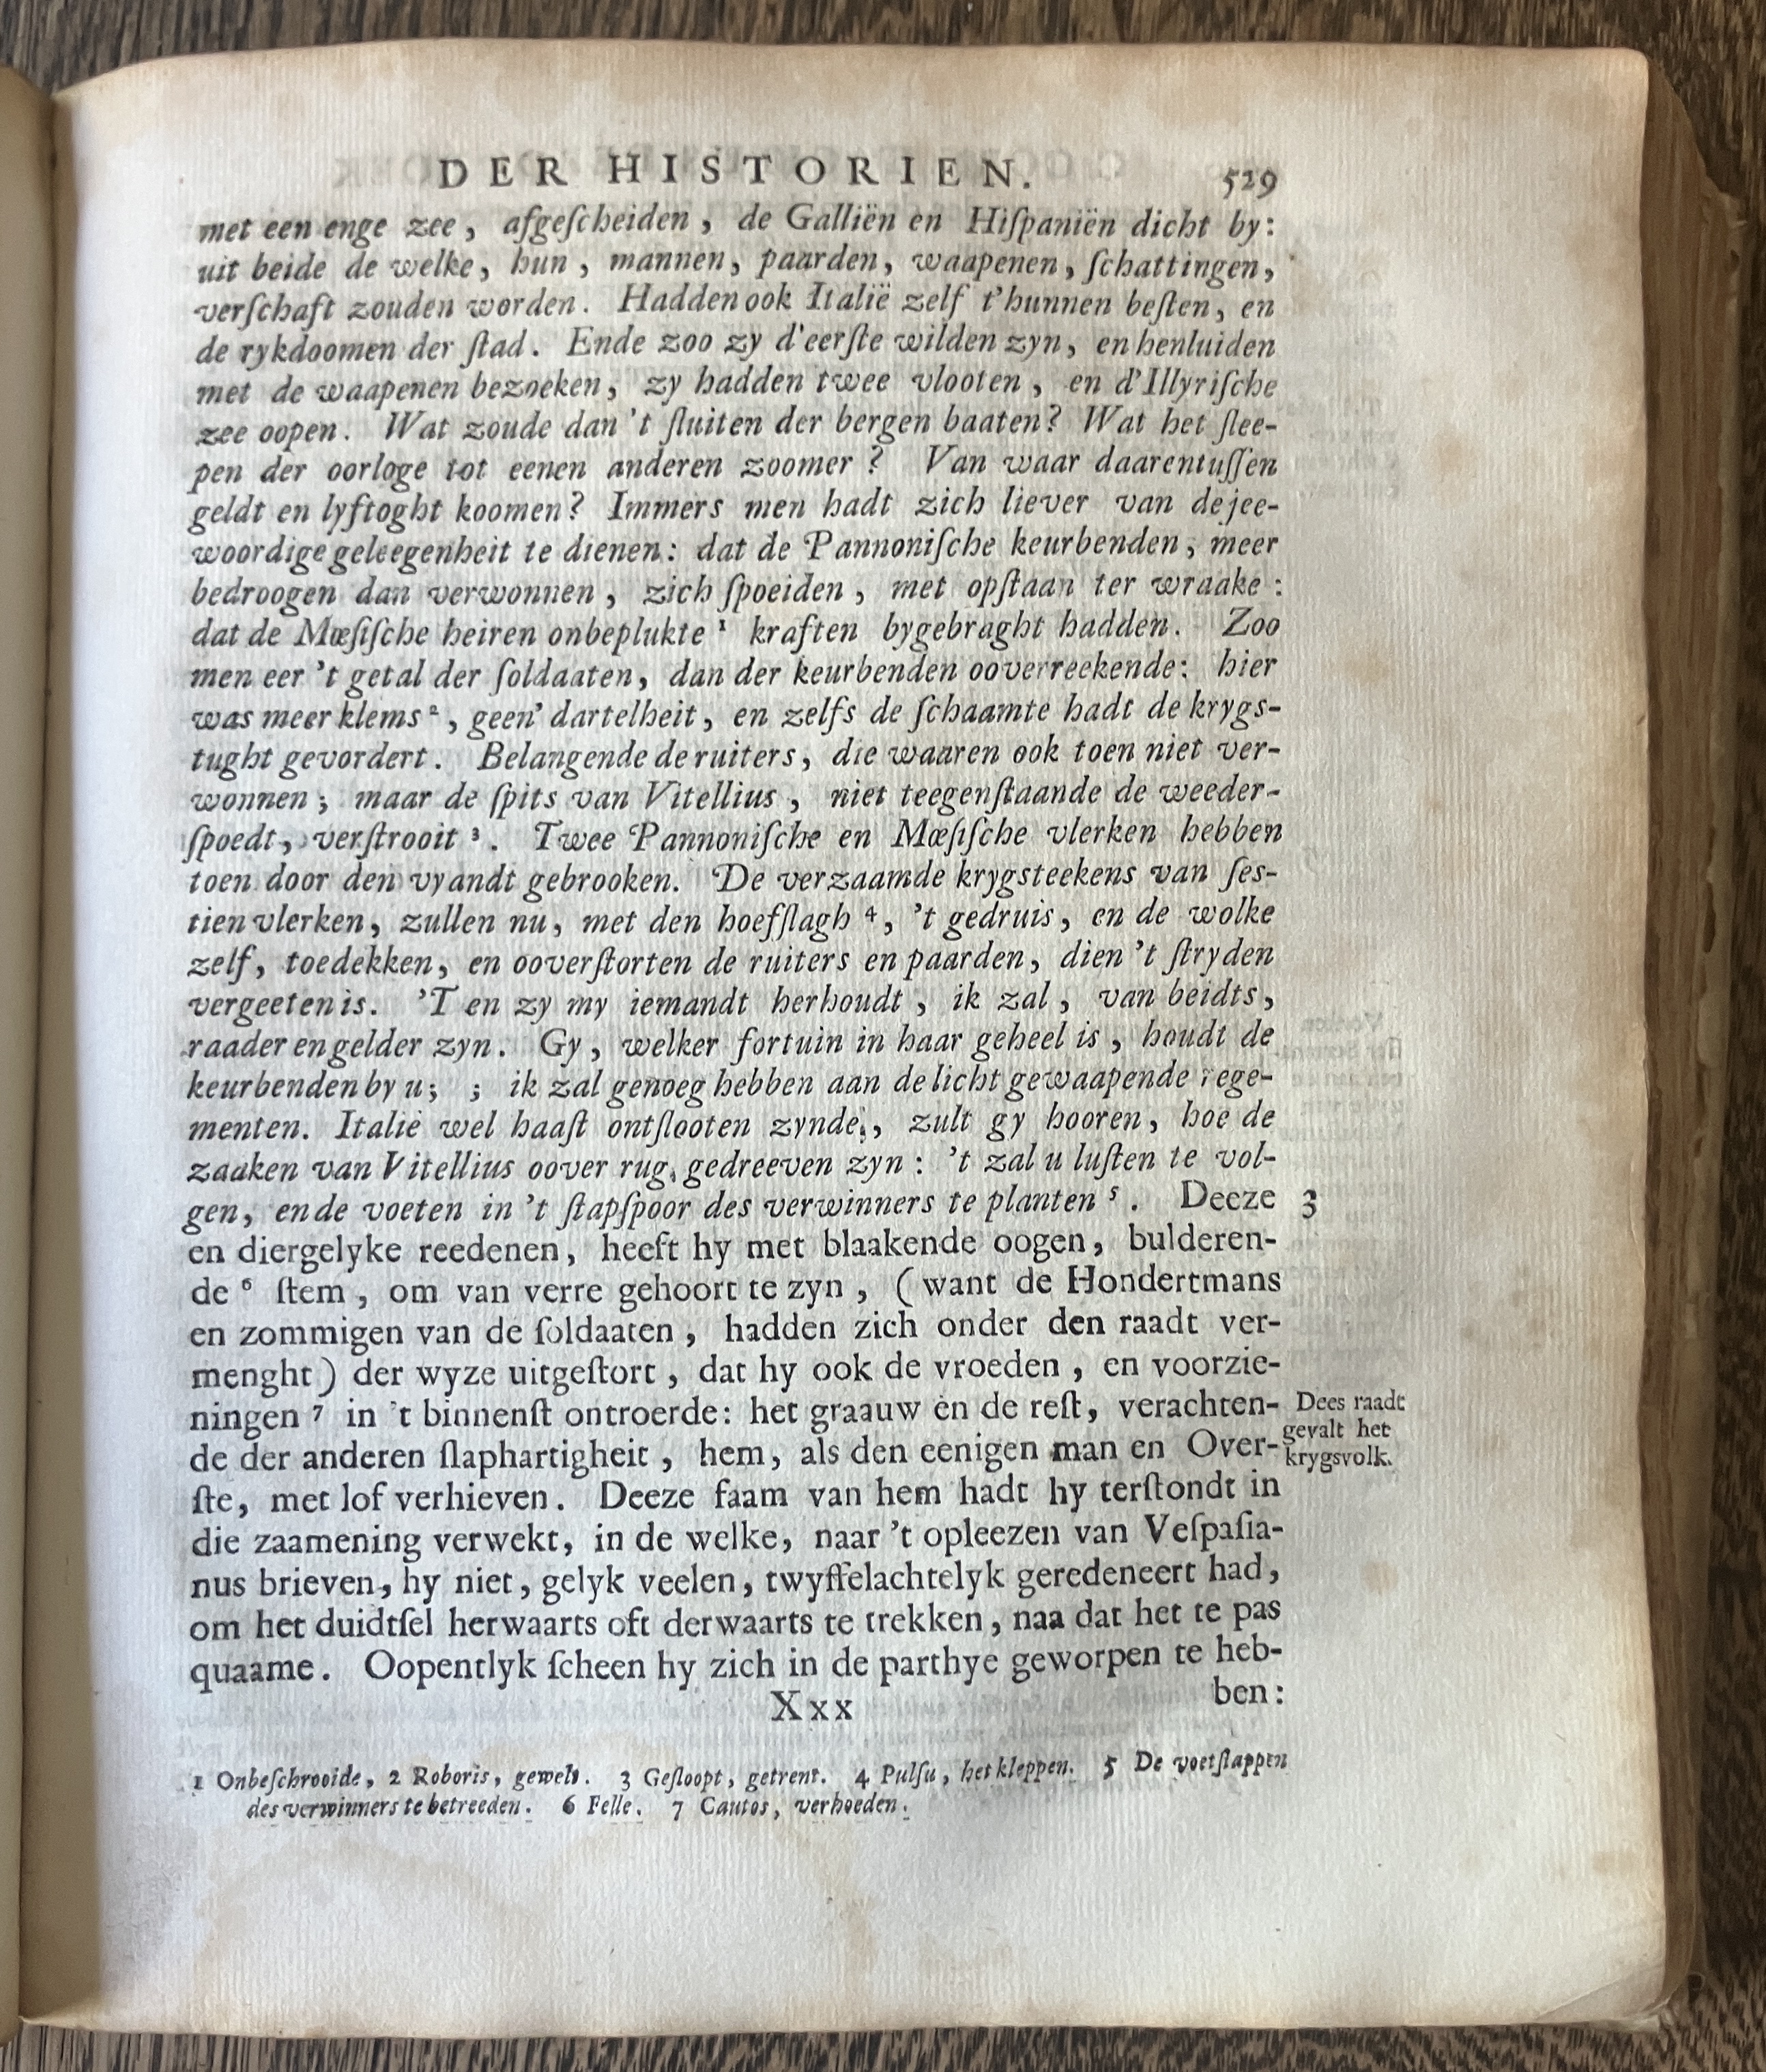 DER HISTORIEN. 529
met een enge zee, afgeſcheiden, de Galliën en Hiſpaniën dicht by:
uit beide de welke, hun, mannen, paarden, waapenen, ſchattingen,
verſchaft zouden worden. Hadden ook Italië zelf t'hunnen beſten, en
de rykdoomen der ſtad. Ende zoo zy d'eerſte wilden zyn, en henluiden
met de waapenen bezoeken, zy hadden twee vlooten, en d'Illyriſche
zee oopen. Wat zoude dan 't ſluiten der bergen baaten? Wat het ſlee-
pen der oorloge tot eenen anderen zoomer? Van waar daarentuſſen
geldt en lyftoght koomen? Immers men hadt zich liever van de jee-
woordige geleegenheit te dienen: dat de Pannoniſche keurbenden, meer
bedroogen dan verwonnen, zich ſpoeiden, met opſtaan ter wraake:
dat de Mœſiſche heiren onbeplukte ¹ kraften bygebraght hadden. Zoo
men eer 't getal der ſoldaaten, dan der keurbenden ooverreekende: hier
was meer klems ², geen' dartelheit, en zelfs de ſchaamte hadt de krygs-
tught gevordert. Belangende de ruiters, die waaren ook toen niet ver-
wonnen; maar de ſpits van Vitellius, niet teegenſtaande de weeder-
ſpoedt, verſtrooit ³. Twee Pannoniſche en Mœſiſche vlerken hebben
toen door den vyandt gebrooken. De verzaamde krygsteekens van ſes-
tien vlerken, zullen nu, met den hoefſlagh ⁴, 't gedruis, en de wolke
zelf, toedekken, en ooverſtorten de ruiters en paarden, dien 't ſtryden
vergeeten is. 'T en zy my iemandt herhoudt, ik zal, van beidts,
raader en gelder zyn. Gy, welker fortuin in haar geheel is, houdt de
keurbenden by u; ; ik zal genoeg hebben aan de licht gewaapende rege-
menten. Italië wel haaſt ontſlooten zynde, zult gy hooren, hoe de
zaaken van Vitellius oover rug gedreeven zyn: 't zal u luſten te vol-
gen, en de voeten in 't ſtapſpoor des verwinners te planten ⁵. Deeze 3
en diergelyke reedenen, heeft hy met blaakende oogen, bulderen-
de ⁶ ſtem, om van verre gehoort te zyn, (want de Hondertmans
en zommigen van de ſoldaaten, hadden zich onder den raadt ver-
menght) der wyze uitgeſtort, dat hy ook de vroeden, en voorzie-
ningen ⁷ in 't binnenſt ontroerde: het graauw en de reſt, verachten-
de der anderen ſlaphartigheit, hem, als den eenigen man en Over-
ſte, met lof verhieven. Deeze faam van hem hadt hy terſtondt in
die zaamening verwekt, in de welke, naar 't opleezen van Veſpaſia-
nus brieven, hy niet, gelyk veelen, twyffelachtelyk geredeneert had,
om het duidtſel herwaarts oft derwaarts te trekken, naa dat het te pas
quaame. Oopentlyk ſcheen hy zich in de parthye geworpen te heb-
Dees raadt
gevalt het
krygsvolk.
Xxx ben:
1 Onbeſchrooide, 2 Roboris, gewelt. 3 Geſloopt, getrent. 4 Pulſu, het kleppen. 5 De voetſtappen
des verwinners te betreeden. 6 Felle. 7 Cautos, verhoeden.